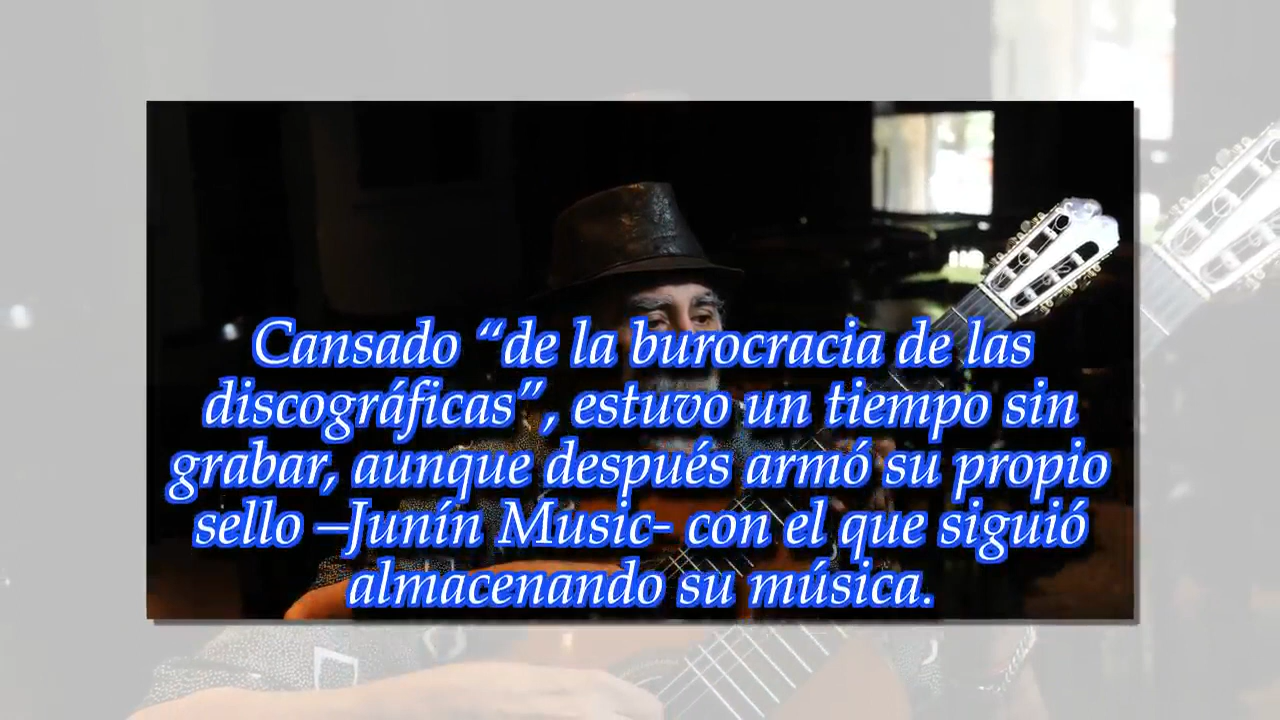 Cansado “de la burocracia de las
discográficas”, estuvo un tiempo sin
grabar, aunque después armó su propio
sello –Junín Music- con el que siguió
almacenando su música.